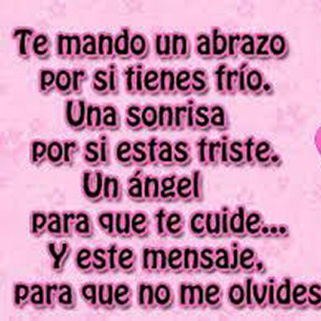 Te mando un abrazo
por si tienes frío.
Una sonrisa
por si estas triste.
Un ángel
para que te cuide...
Y este mensaje,
para que no me olvides